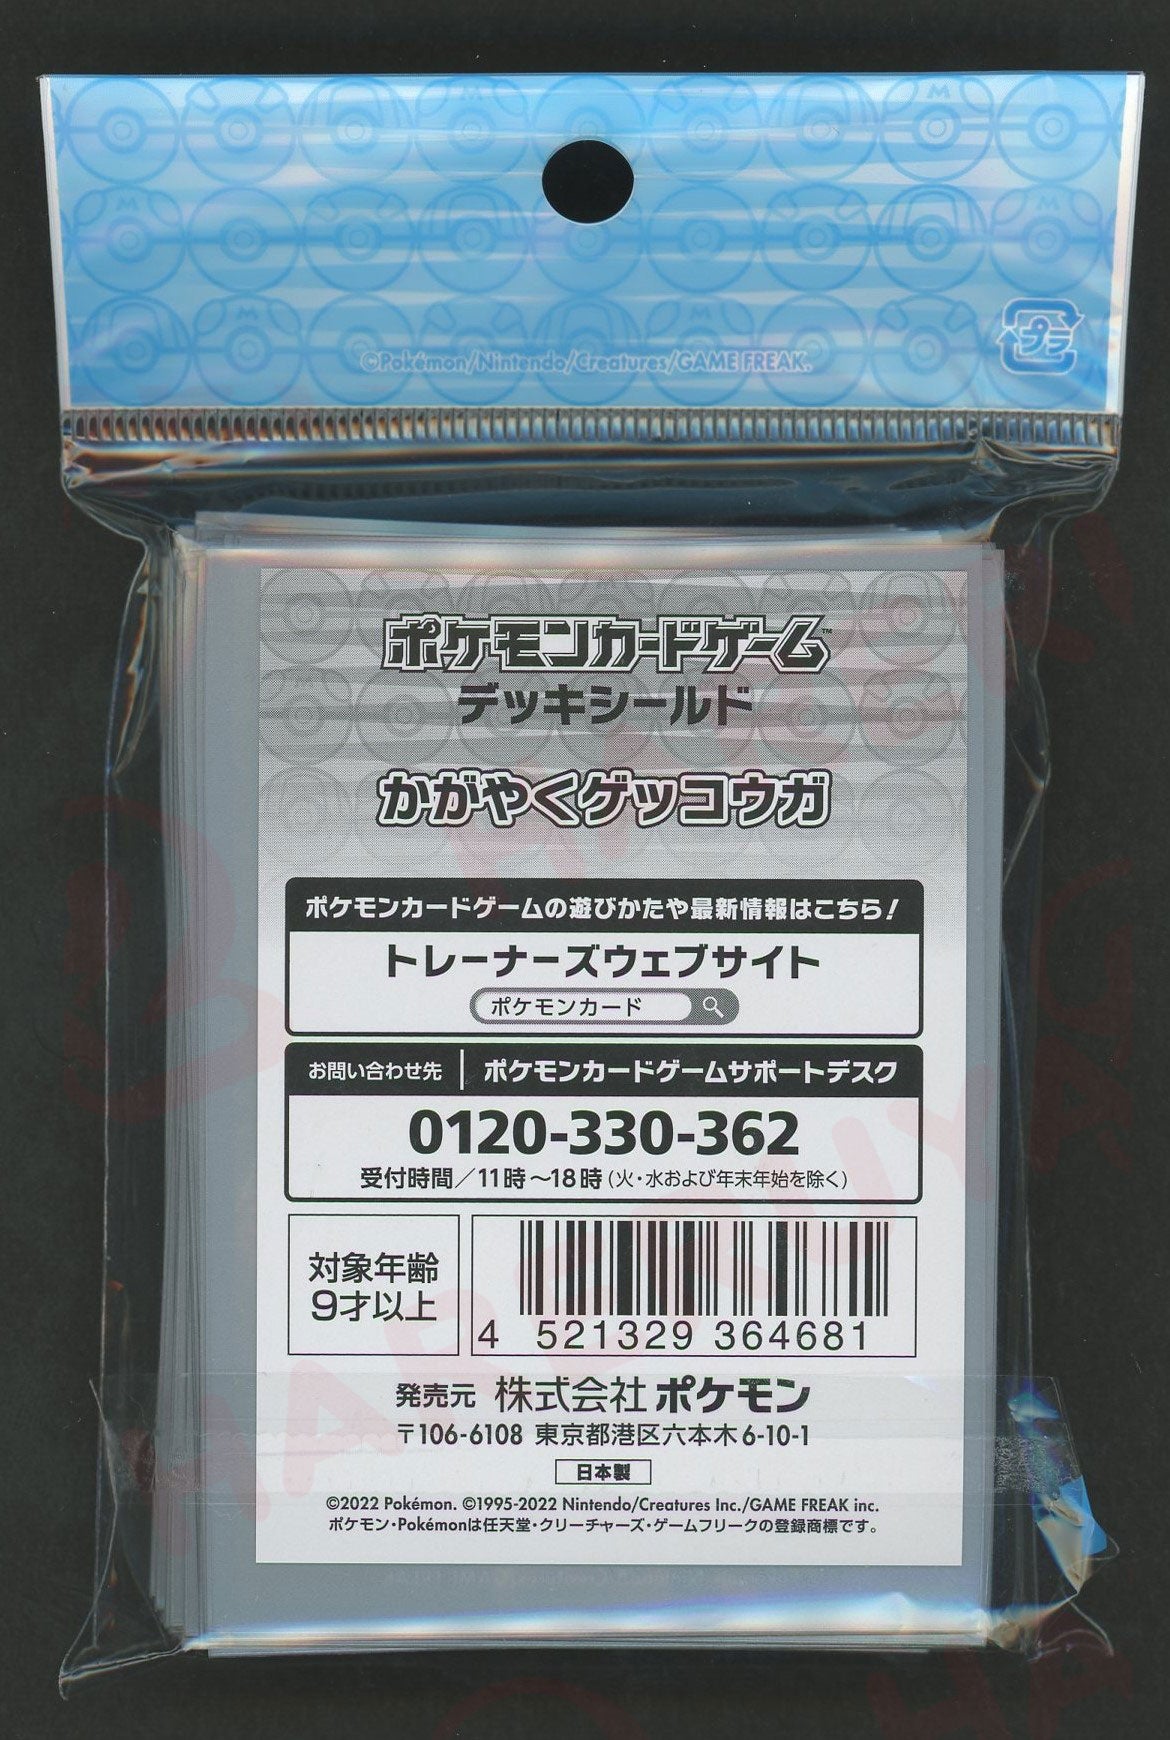 ©Pokémon/Nintendo/Creatures/GAME FREAK.
プラ
ポケモンカードゲーム™
デッキシールド
かがやくゲッコウガ
ポケモンカードゲームの遊びかたや最新情報はこちら!
トレーナーズウェブサイト
ポケモンカード
お問い合わせ先 ポケモンカードゲームサポートデスク
0120-330-362
受付時間/11時~18時(火・水および年末年始を除く)
対象年齢
9才以上
4 521329 364681
発売元 株式会社ポケモン
〒106-6108 東京都港区六本木6-10-1
日本製
©2022 Pokémon. ©1995-2022 Nintendo/Creatures Inc./GAME FREAK inc.
ポケモン・Pokémonは任天堂・クリーチャーズ・ゲームフリークの登録商標です。